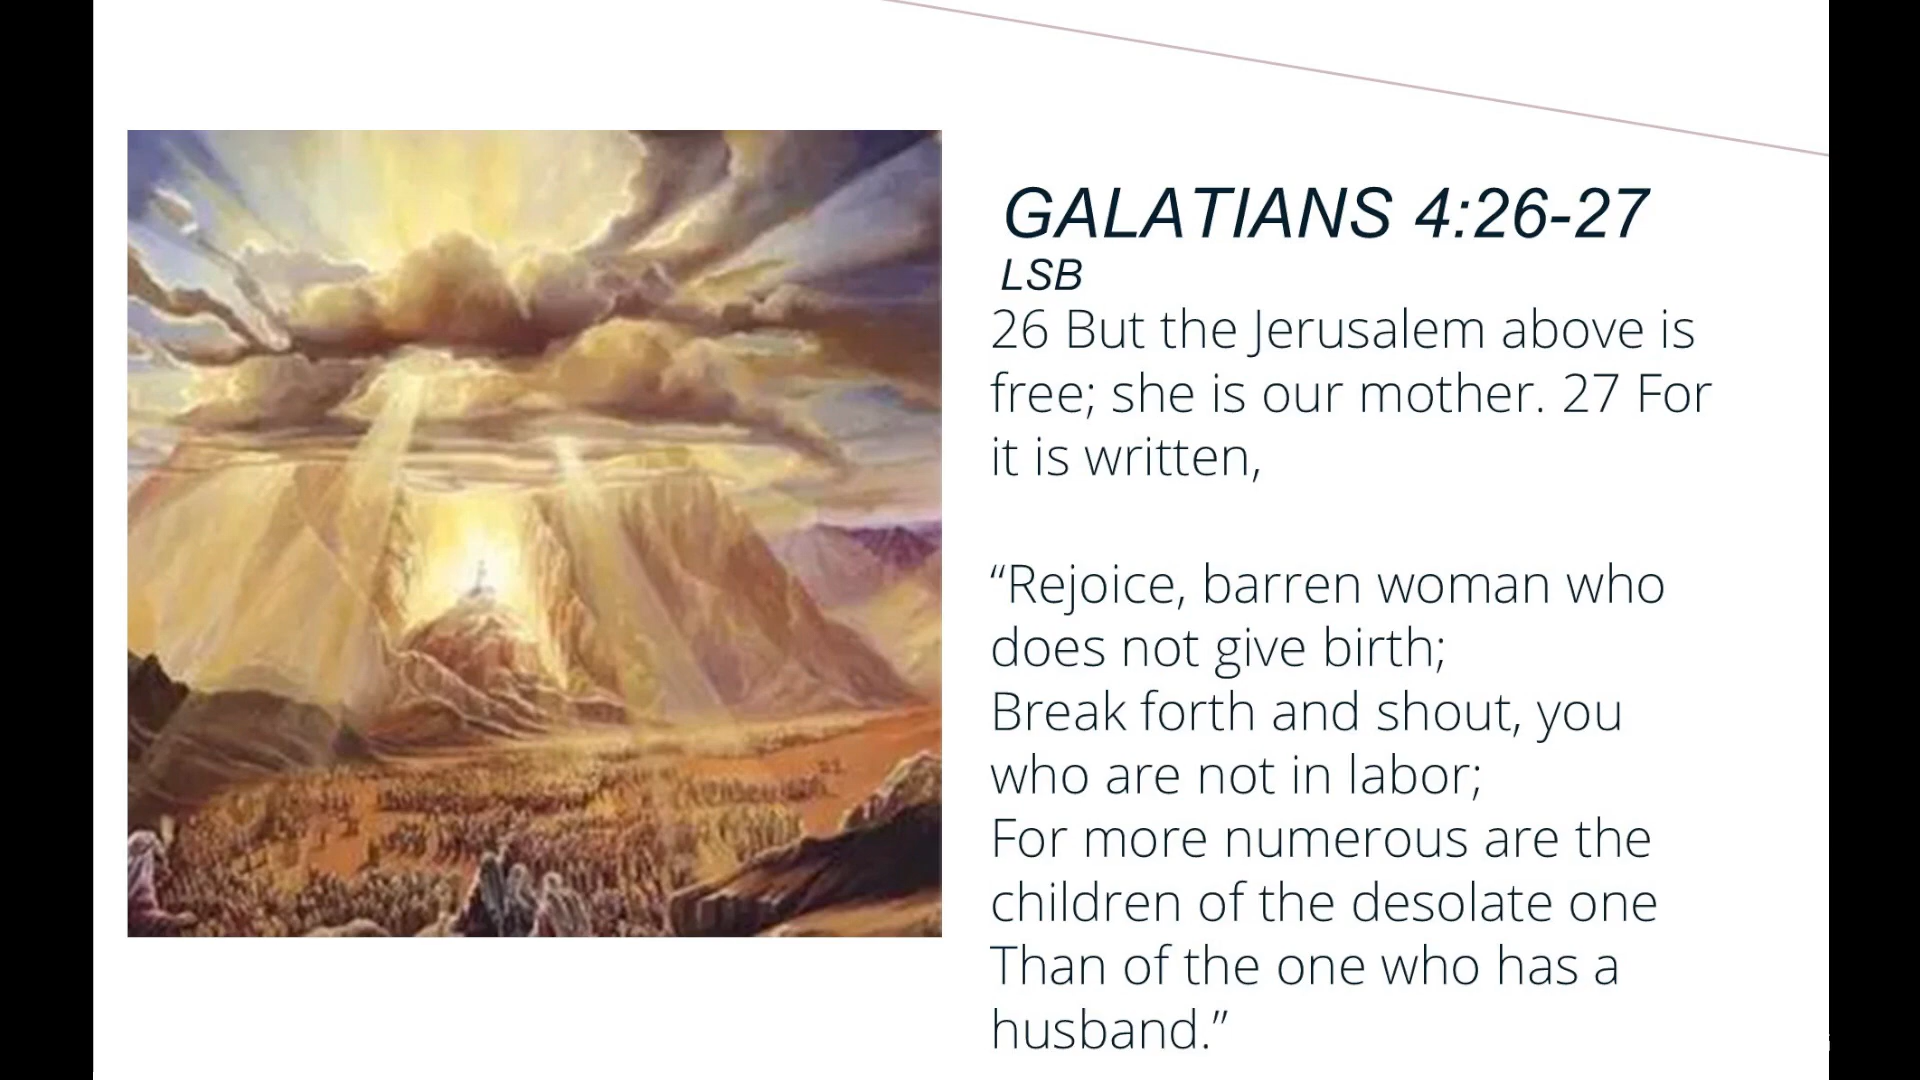 GALATIANS 4:26-27
LSB
26 But the Jerusalem above is
free; she is our mother. 27 For
it is written,
“Rejoice, barren woman who
does not give birth;
Break forth and shout, you
who are not in labor;
For more numerous are the
children of the desolate one
Than of the one who has a
husband.”